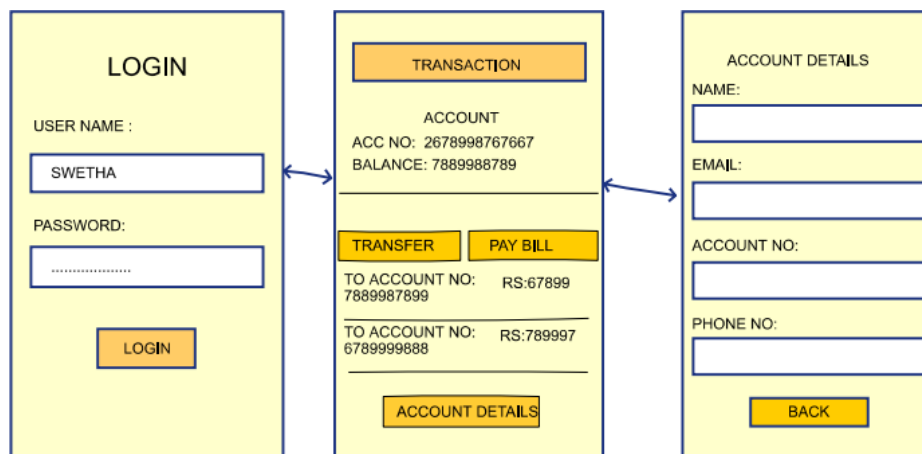 LOGIN
USER NAME :
SWETHA
PASSWORD:
...................
LOGIN
TRANSACTION
ACCOUNT
ACC NO: 2678998767667
BALANCE: 7889988789
TRANSFER PAY BILL
TO ACCOUNT NO: RS:67899
7889987899
TO ACCOUNT NO: RS:789997
6789999888
ACCOUNT DETAILS
ACCOUNT DETAILS
NAME:
EMAIL:
ACCOUNT NO:
PHONE NO:
BACK